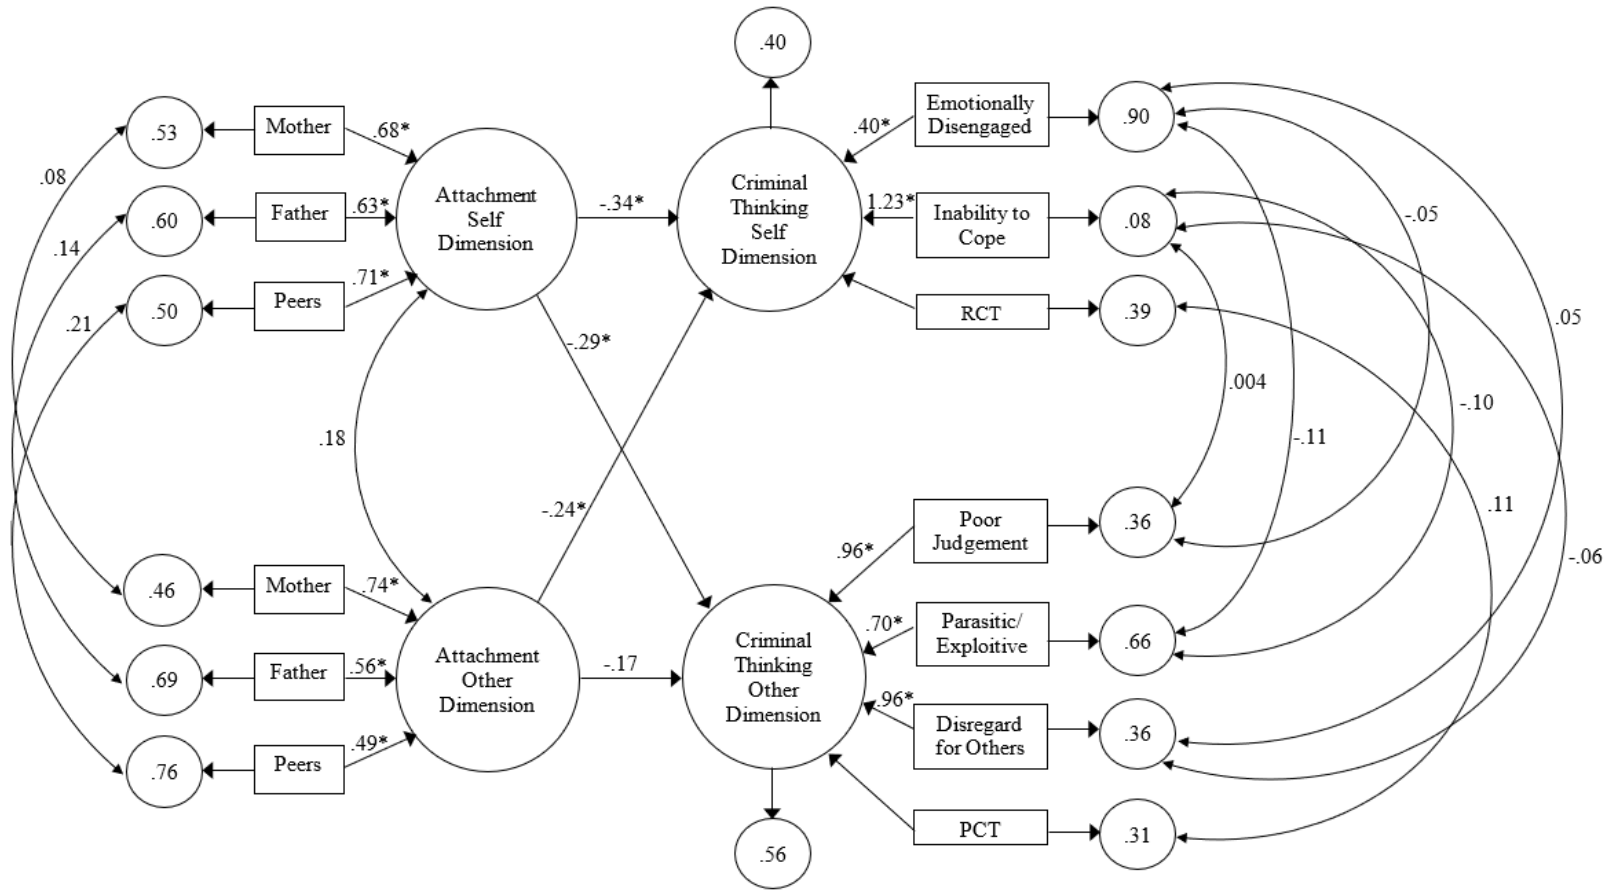 .40
.53
Mother
.68*
.08
.60
Father
.63*
.14
.50
Peers
.71*
.21
Attachment
Self
Dimension
-.34*
Criminal
Thinking
Self
Dimension
.40*
Emotionally
Disengaged
.90
1.23*
Inability to
Cope
.08
RCT
.39
-.05
.05
-.29*
.004
-.10
-.11
.18
-.24*
.11
-.06
.46
Mother
.74*
.69
Father
.56*
.76
Peers
.49*
Attachment
Other
Dimension
-.17
Criminal
Thinking
Other
Dimension
.96*
Poor
Judgement
.36
.70*
Parasitic/
Exploitive
.66
.96*
Disregard
for Others
.36
PCT
.31
.56